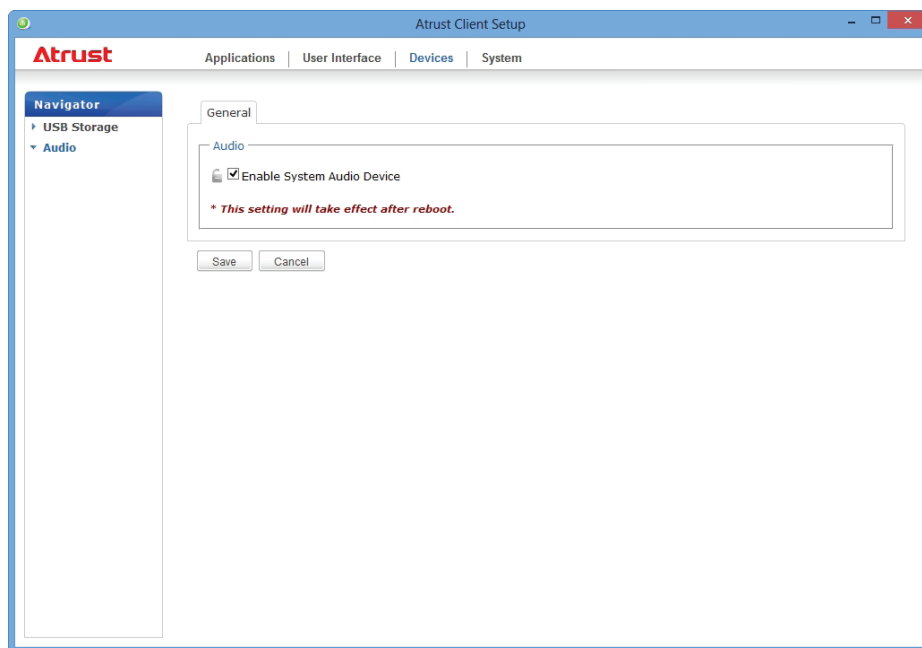 Atrust Client Setup
Atrust
Applications User Interface Devices System
Navigator
USB Storage
Audio
General
Audio
Enable System Audio Device
* This setting will take effect after reboot.
Save Cancel